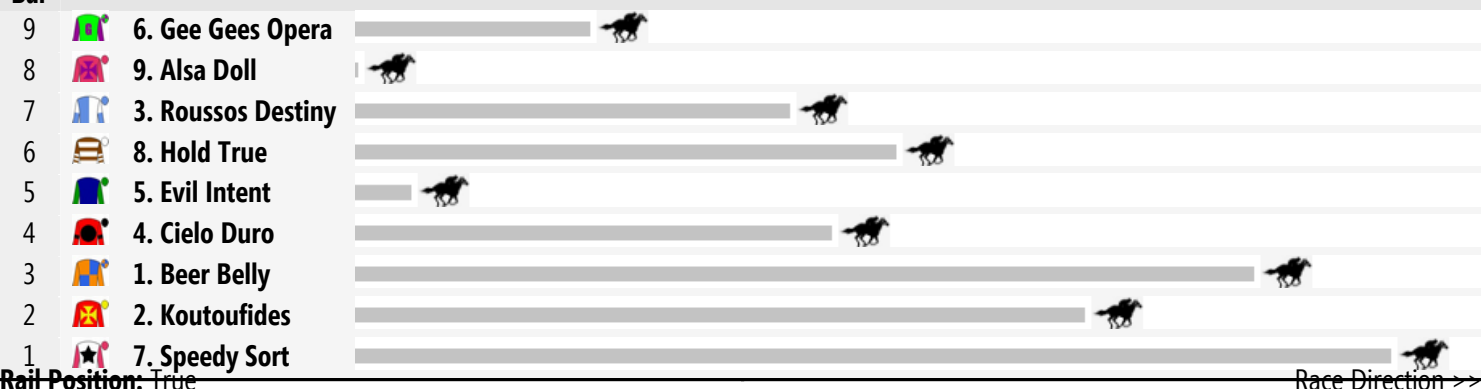 Bar
9 6. Gee Gees Opera
8 9. Alsa Doll
7 3. Roussos Destiny
6 8. Hold True
5 5. Evil Intent
4 4. Cielo Duro
3 1. Beer Belly
2 2. Koutoufides
1 7. Speedy Sort
Rail Position: True Race Direction >>